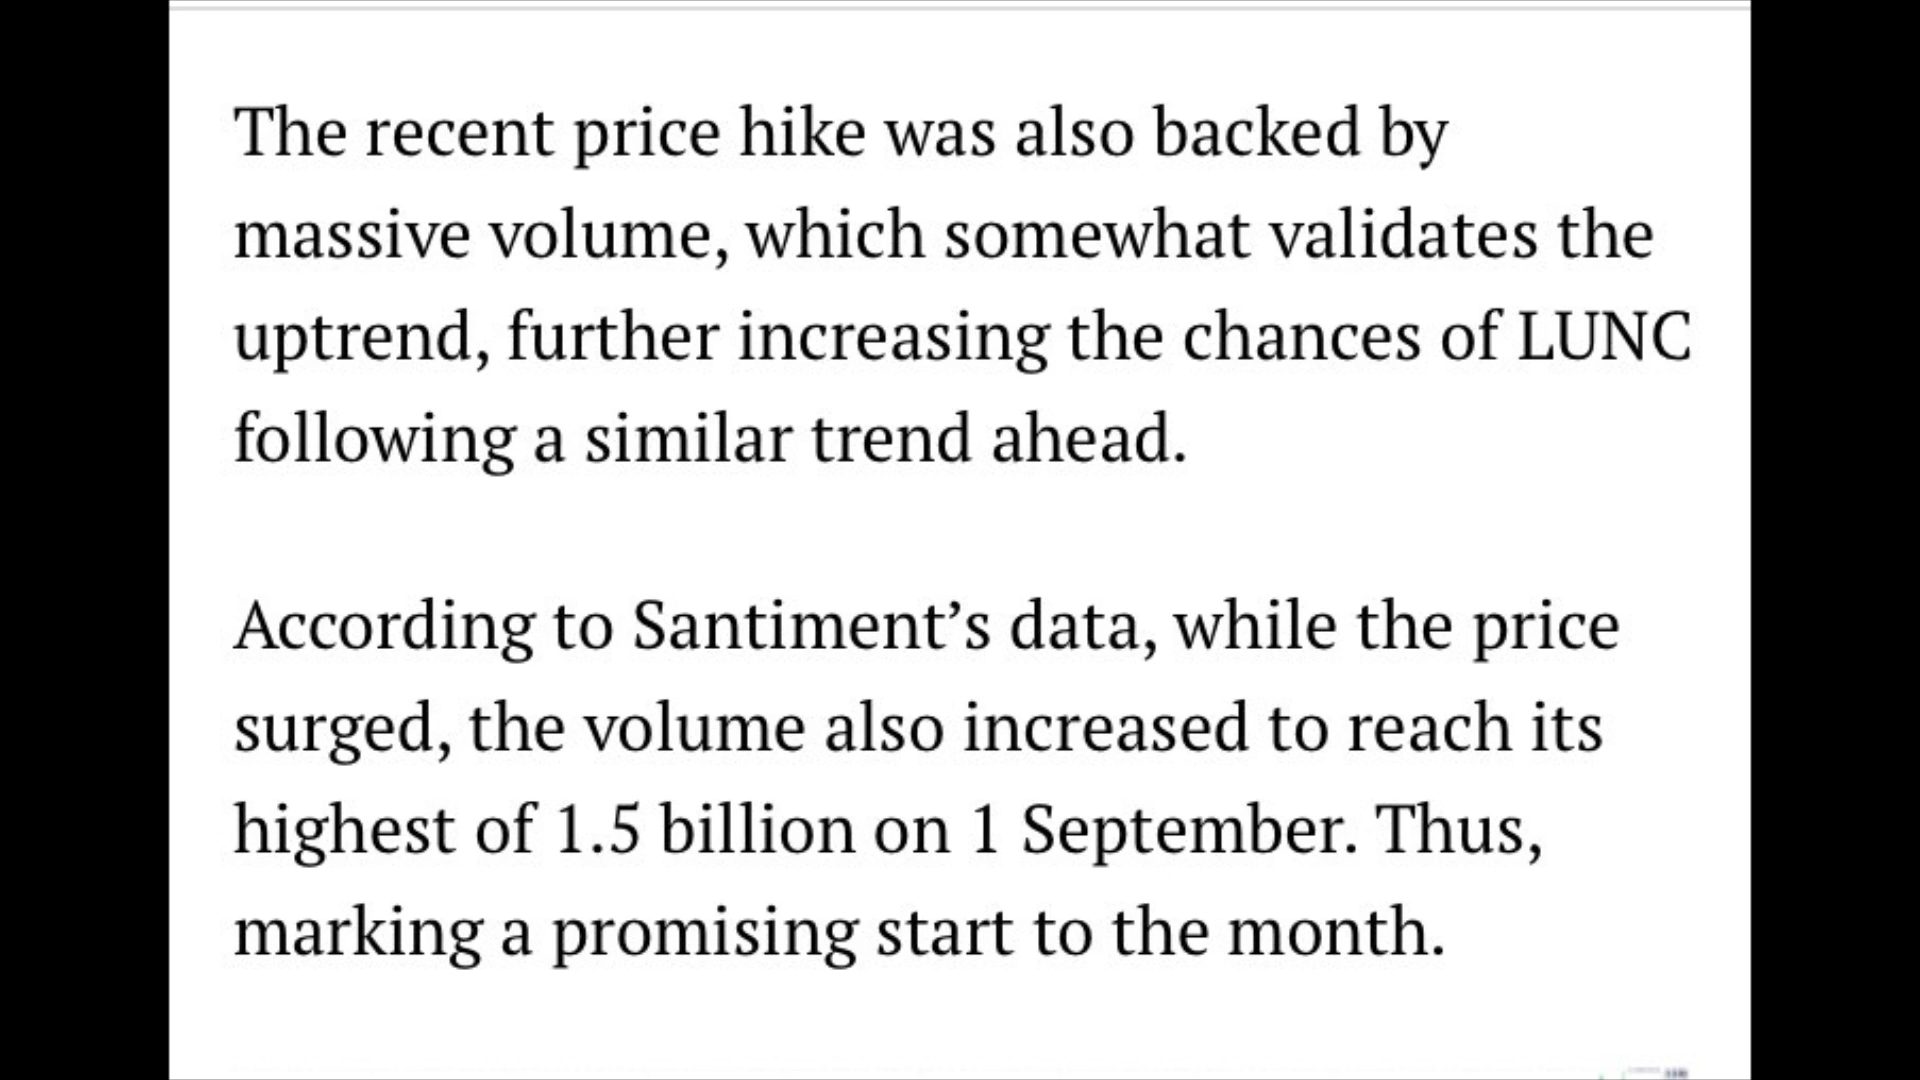 The recent price hike was also backed by
massive volume, which somewhat validates the
uptrend, further increasing the chances of LUNC
following a similar trend ahead.
According to Santiment’s data, while the price
surged, the volume also increased to reach its
highest of 1.5 billion on 1 September. Thus,
marking a promising start to the month.